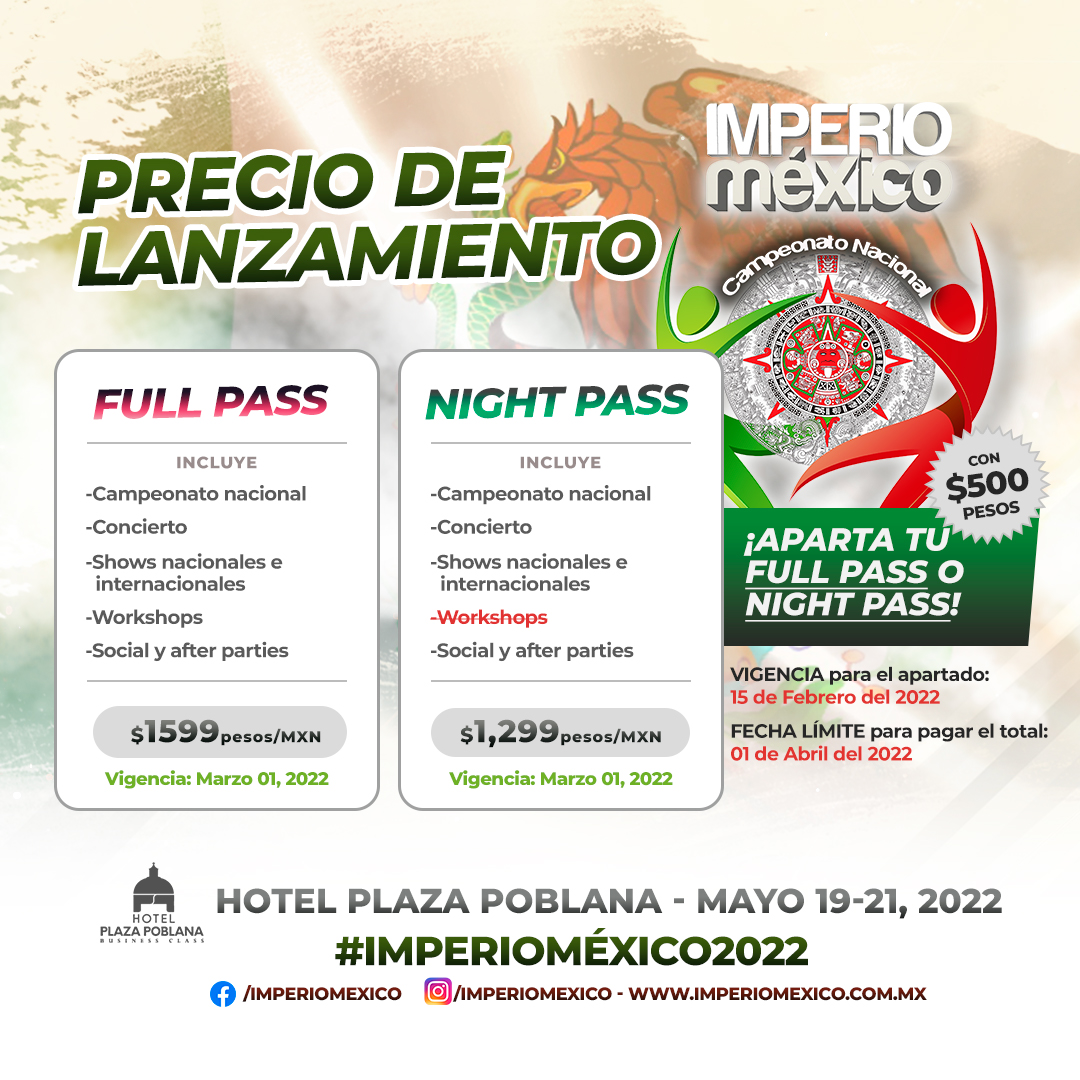 IMPERIO
méxico
Campeonato Nacional
PRECIO DE
LANZAMIENTO
FULL PASS
INCLUYE
-Campeonato nacional
-Concierto
-Shows nacionales e
internacionales
-Workshops
-Social y after parties
$1599pesos/MXN
Vigencia: Marzo 01, 2022
NIGHT PASS
INCLUYE
-Campeonato nacional
-Concierto
-Shows nacionales e
internacionales
-Workshops
-Social y after parties
$1,299pesos/MXN
Vigencia: Marzo 01, 2022
CON
$500
PESOS
¡APARTA TÚ
FULL PASS O
NIGHT PASS!
VIGENCIA para el apartado:
15 de Febrero del 2022
FECHA LÍMITE para pagar el total:
01 de Abril del 2022
HOTEL
PLAZA POBLANA
BUSINESS CLASS
HOTEL PLAZA POBLANA - MAYO 19-21, 2022
#IMPERIOMÉXICO2022
/IMPERIOMEXICO /IMPERIOMEXICO - WWW.IMPERIOMEXICO.COM.MX